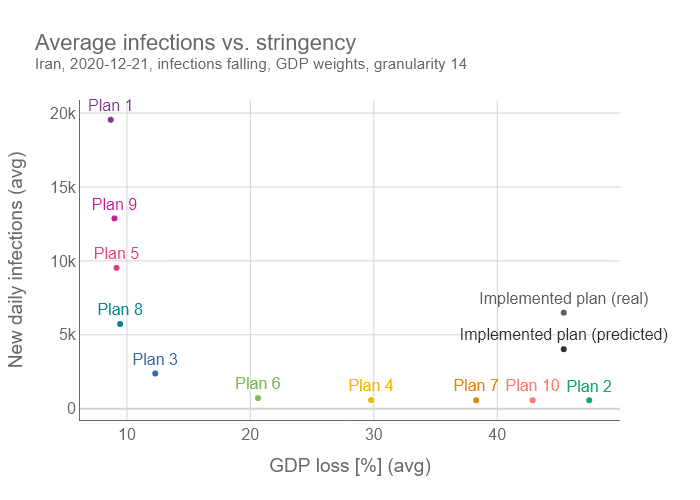 Average infections vs. stringency
Iran, 2020-12-21, infections falling, GDP weights, granularity 14
New daily infections (avg)
20k
15k
10k
5k
0
Plan 1
Plan 9
Plan 5
Plan 8
Plan 3
Plan 6
Plan 4
Plan 7
Plan 10
Plan 2
Implemented plan (real)
Implemented plan (predicted)
10
20
30
40
GDP loss [%] (avg)